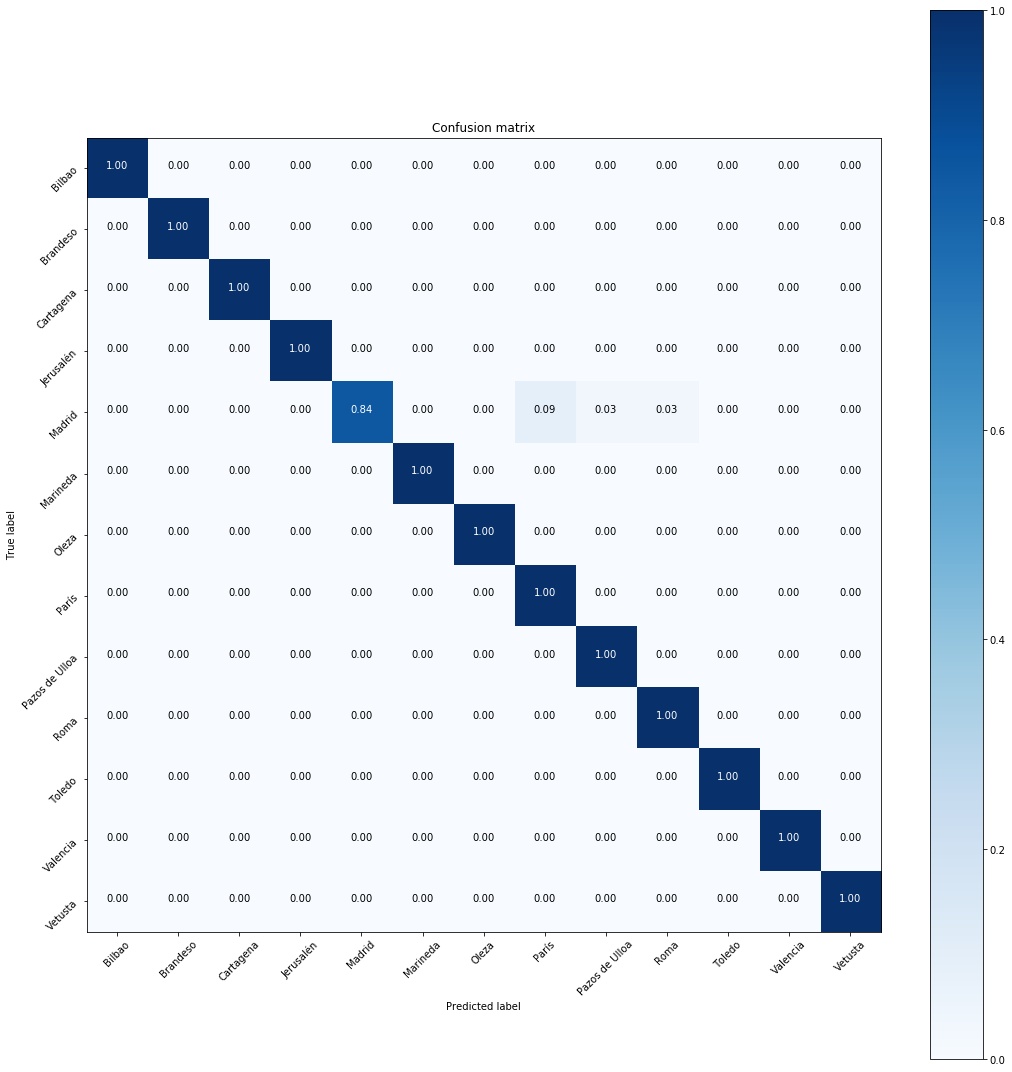 Confusion matrix
1.0
Bilbao 1.00 0.00 0.00 0.00 0.00 0.00 0.00 0.00 0.00 0.00 0.00 0.00 0.00
Brandeso 0.00 1.00 0.00 0.00 0.00 0.00 0.00 0.00 0.00 0.00 0.00 0.00 0.00
0.8
Cartagena 0.00 0.00 1.00 0.00 0.00 0.00 0.00 0.00 0.00 0.00 0.00 0.00 0.00
Jerusalén 0.00 0.00 0.00 1.00 0.00 0.00 0.00 0.00 0.00 0.00 0.00 0.00 0.00
Madrid 0.00 0.00 0.00 0.00 0.84 0.00 0.00 0.09 0.03 0.03 0.00 0.00 0.00
0.6
Marineda 0.00 0.00 0.00 0.00 0.00 1.00 0.00 0.00 0.00 0.00 0.00 0.00 0.00
True label
Oleza 0.00 0.00 0.00 0.00 0.00 0.00 1.00 0.00 0.00 0.00 0.00 0.00 0.00
París 0.00 0.00 0.00 0.00 0.00 0.00 0.00 1.00 0.00 0.00 0.00 0.00 0.00
0.4
Pazos de Ulloa 0.00 0.00 0.00 0.00 0.00 0.00 0.00 0.00 1.00 0.00 0.00 0.00 0.00
Roma 0.00 0.00 0.00 0.00 0.00 0.00 0.00 0.00 0.00 1.00 0.00 0.00 0.00
Toledo 0.00 0.00 0.00 0.00 0.00 0.00 0.00 0.00 0.00 0.00 1.00 0.00 0.00
Valencia 0.00 0.00 0.00 0.00 0.00 0.00 0.00 0.00 0.00 0.00 0.00 1.00 0.00
0.2
Vetusta 0.00 0.00 0.00 0.00 0.00 0.00 0.00 0.00 0.00 0.00 0.00 0.00 1.00
Bilbao Brandeso Cartagena Jerusalén Madrid Marineda Oleza París Pazos de Ulloa Roma Toledo Valencia Vetusta
Predicted label
0.0